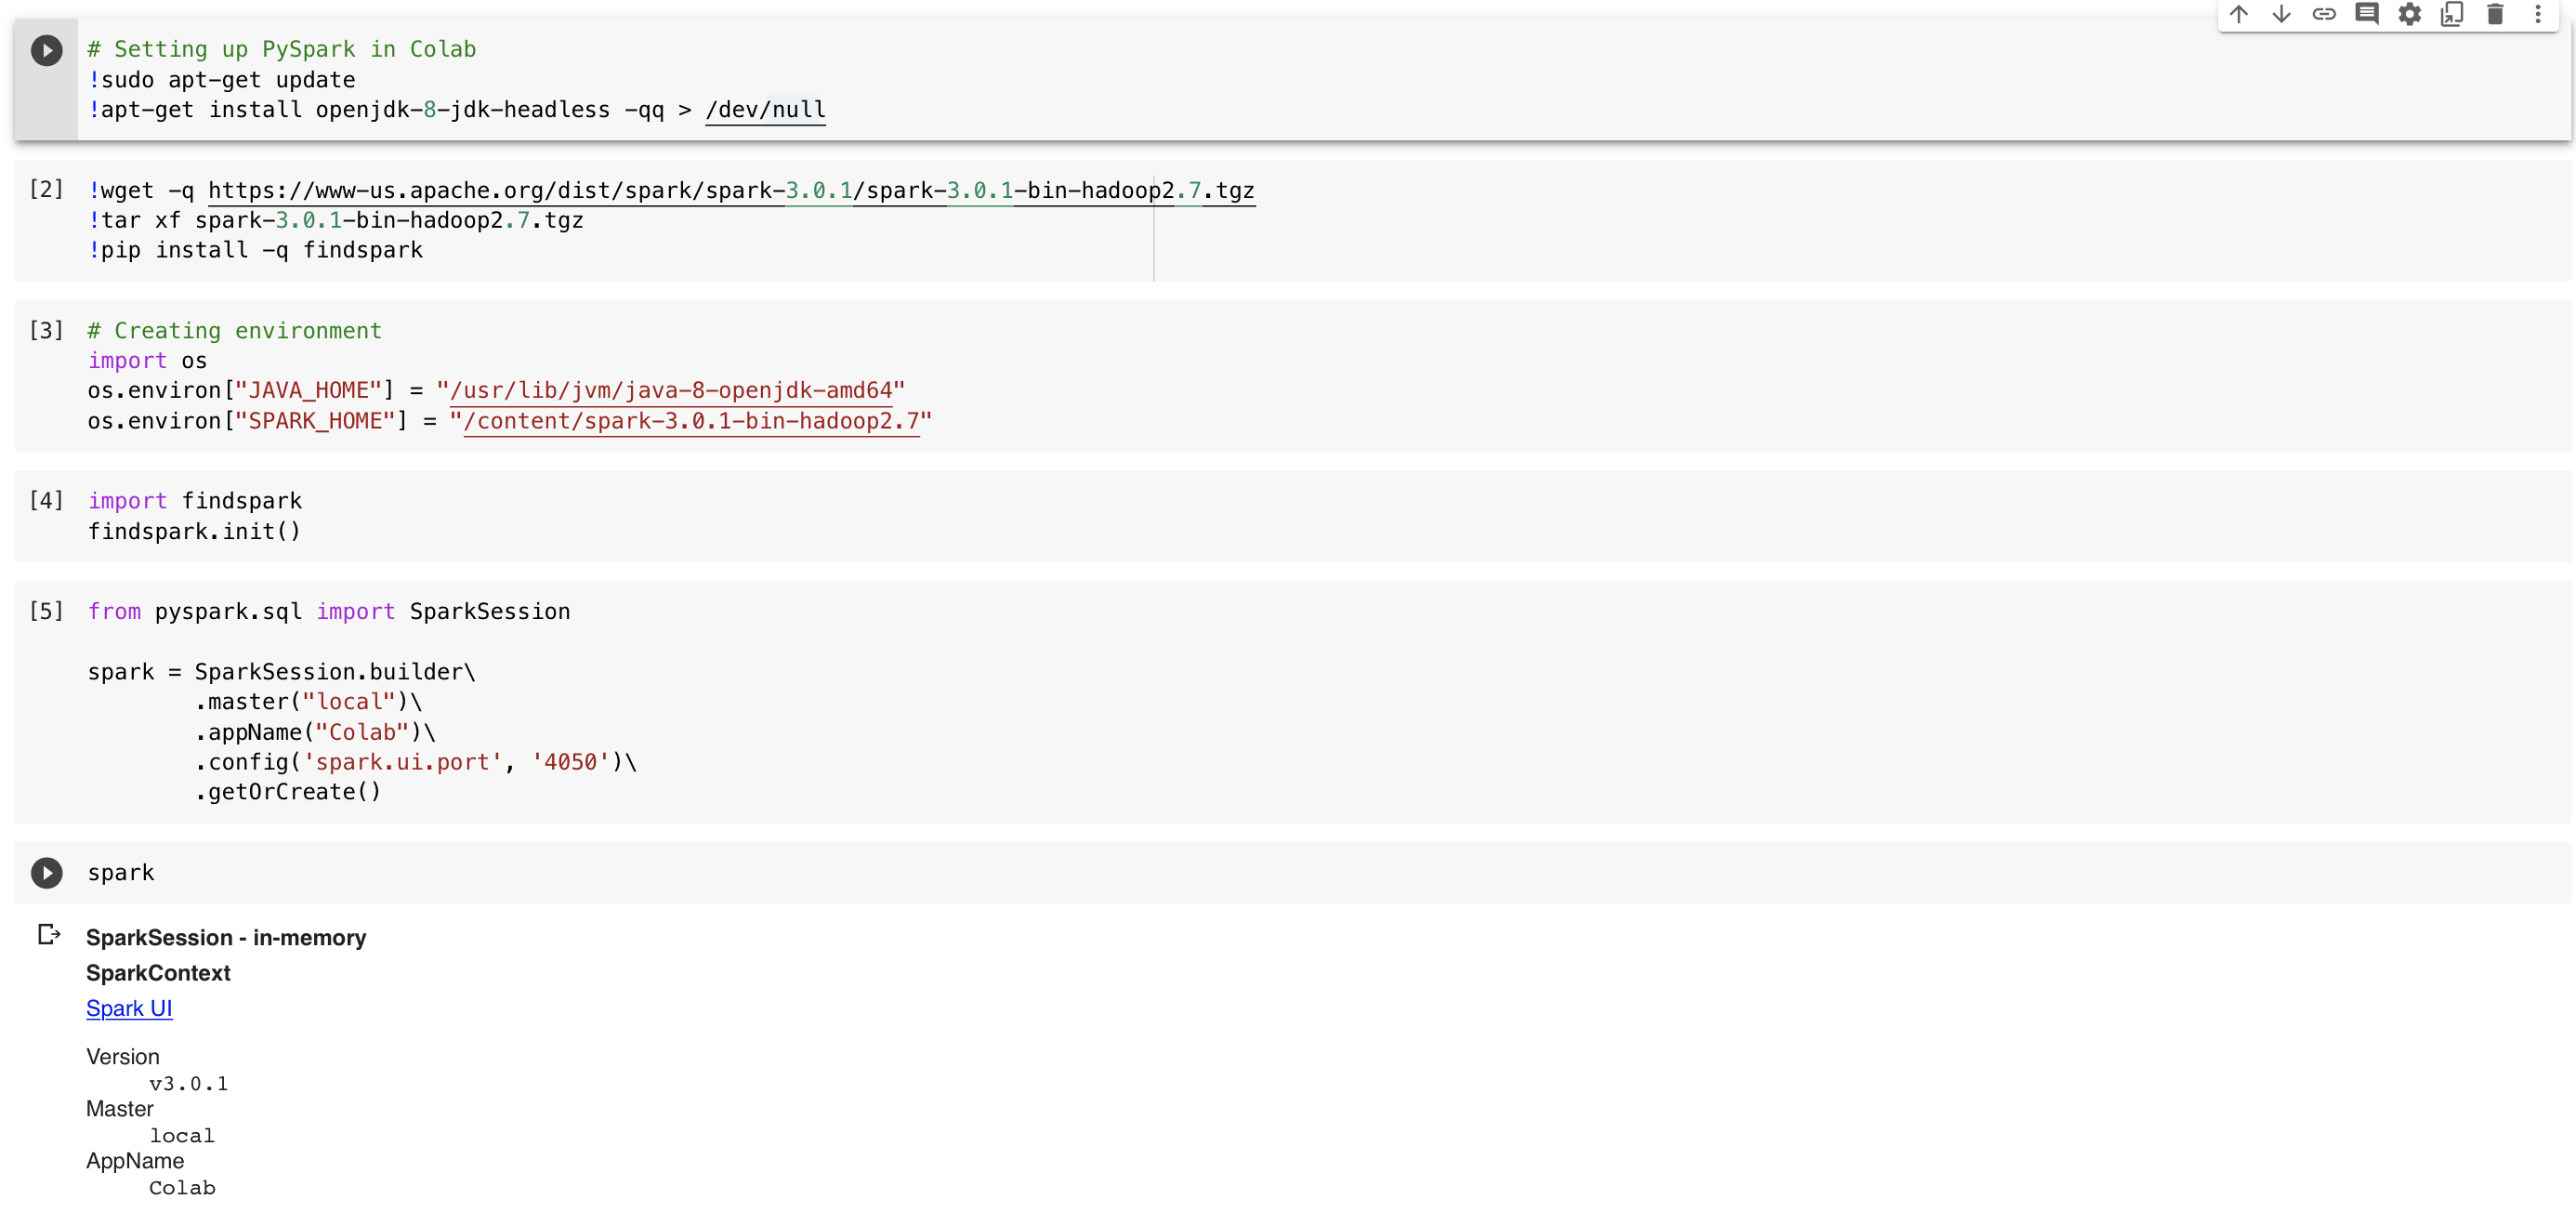 # Setting up PySpark in Colab
!sudo apt-get update
!apt-get install openjdk-8-jdk-headless -qq > /dev/null
[2] !wget -q https://www-us.apache.org/dist/spark/spark-3.0.1/spark-3.0.1-bin-hadoop2.7.tgz
!tar xf spark-3.0.1-bin-hadoop2.7.tgz
!pip install -q findspark
[3] # Creating environment
import os
os.environ["JAVA_HOME"] = "/usr/lib/jvm/java-8-openjdk-amd64"
os.environ["SPARK_HOME"] = "/content/spark-3.0.1-bin-hadoop2.7"
[4] import findspark
findspark.init()
[5] from pyspark.sql import SparkSession
spark = SparkSession.builder\
.master("local")\
.appName("Colab")\
.config('spark.ui.port', '4050')\
.getOrCreate()
spark
SparkSession - in-memory
SparkContext
Spark UI
Version
v3.0.1
Master
local
AppName
Colab